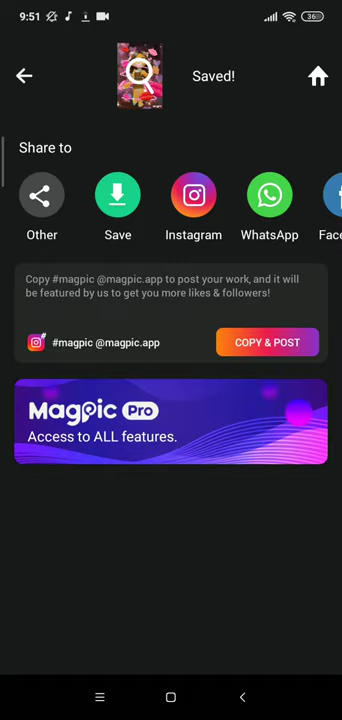 9:51
36
Saved!
Share to
Other
Save
Instagram
WhatsApp
Face
Copy #magpic @magpic.app to post your work, and it will
be featured by us to get you more likes & followers!
#magpic @magpic.app
COPY & POST
Magpic Pro
Access to ALL features.